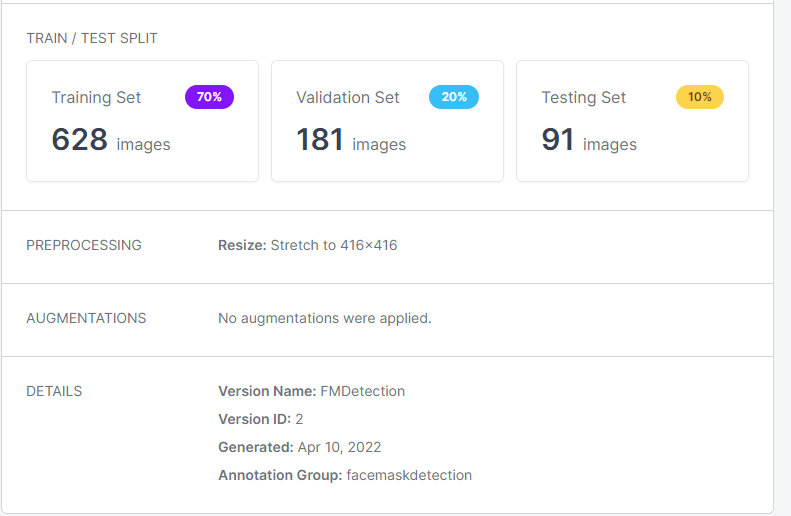 TRAIN / TEST SPLIT
Training Set 70%
628 images
Validation Set 20%
181 images
Testing Set 10%
91 images
PREPROCESSING
Resize: Stretch to 416×416
AUGMENTATIONS
No augmentations were applied.
DETAILS
Version Name: FMDetection
Version ID: 2
Generated: Apr 10, 2022
Annotation Group: facemaskdetection